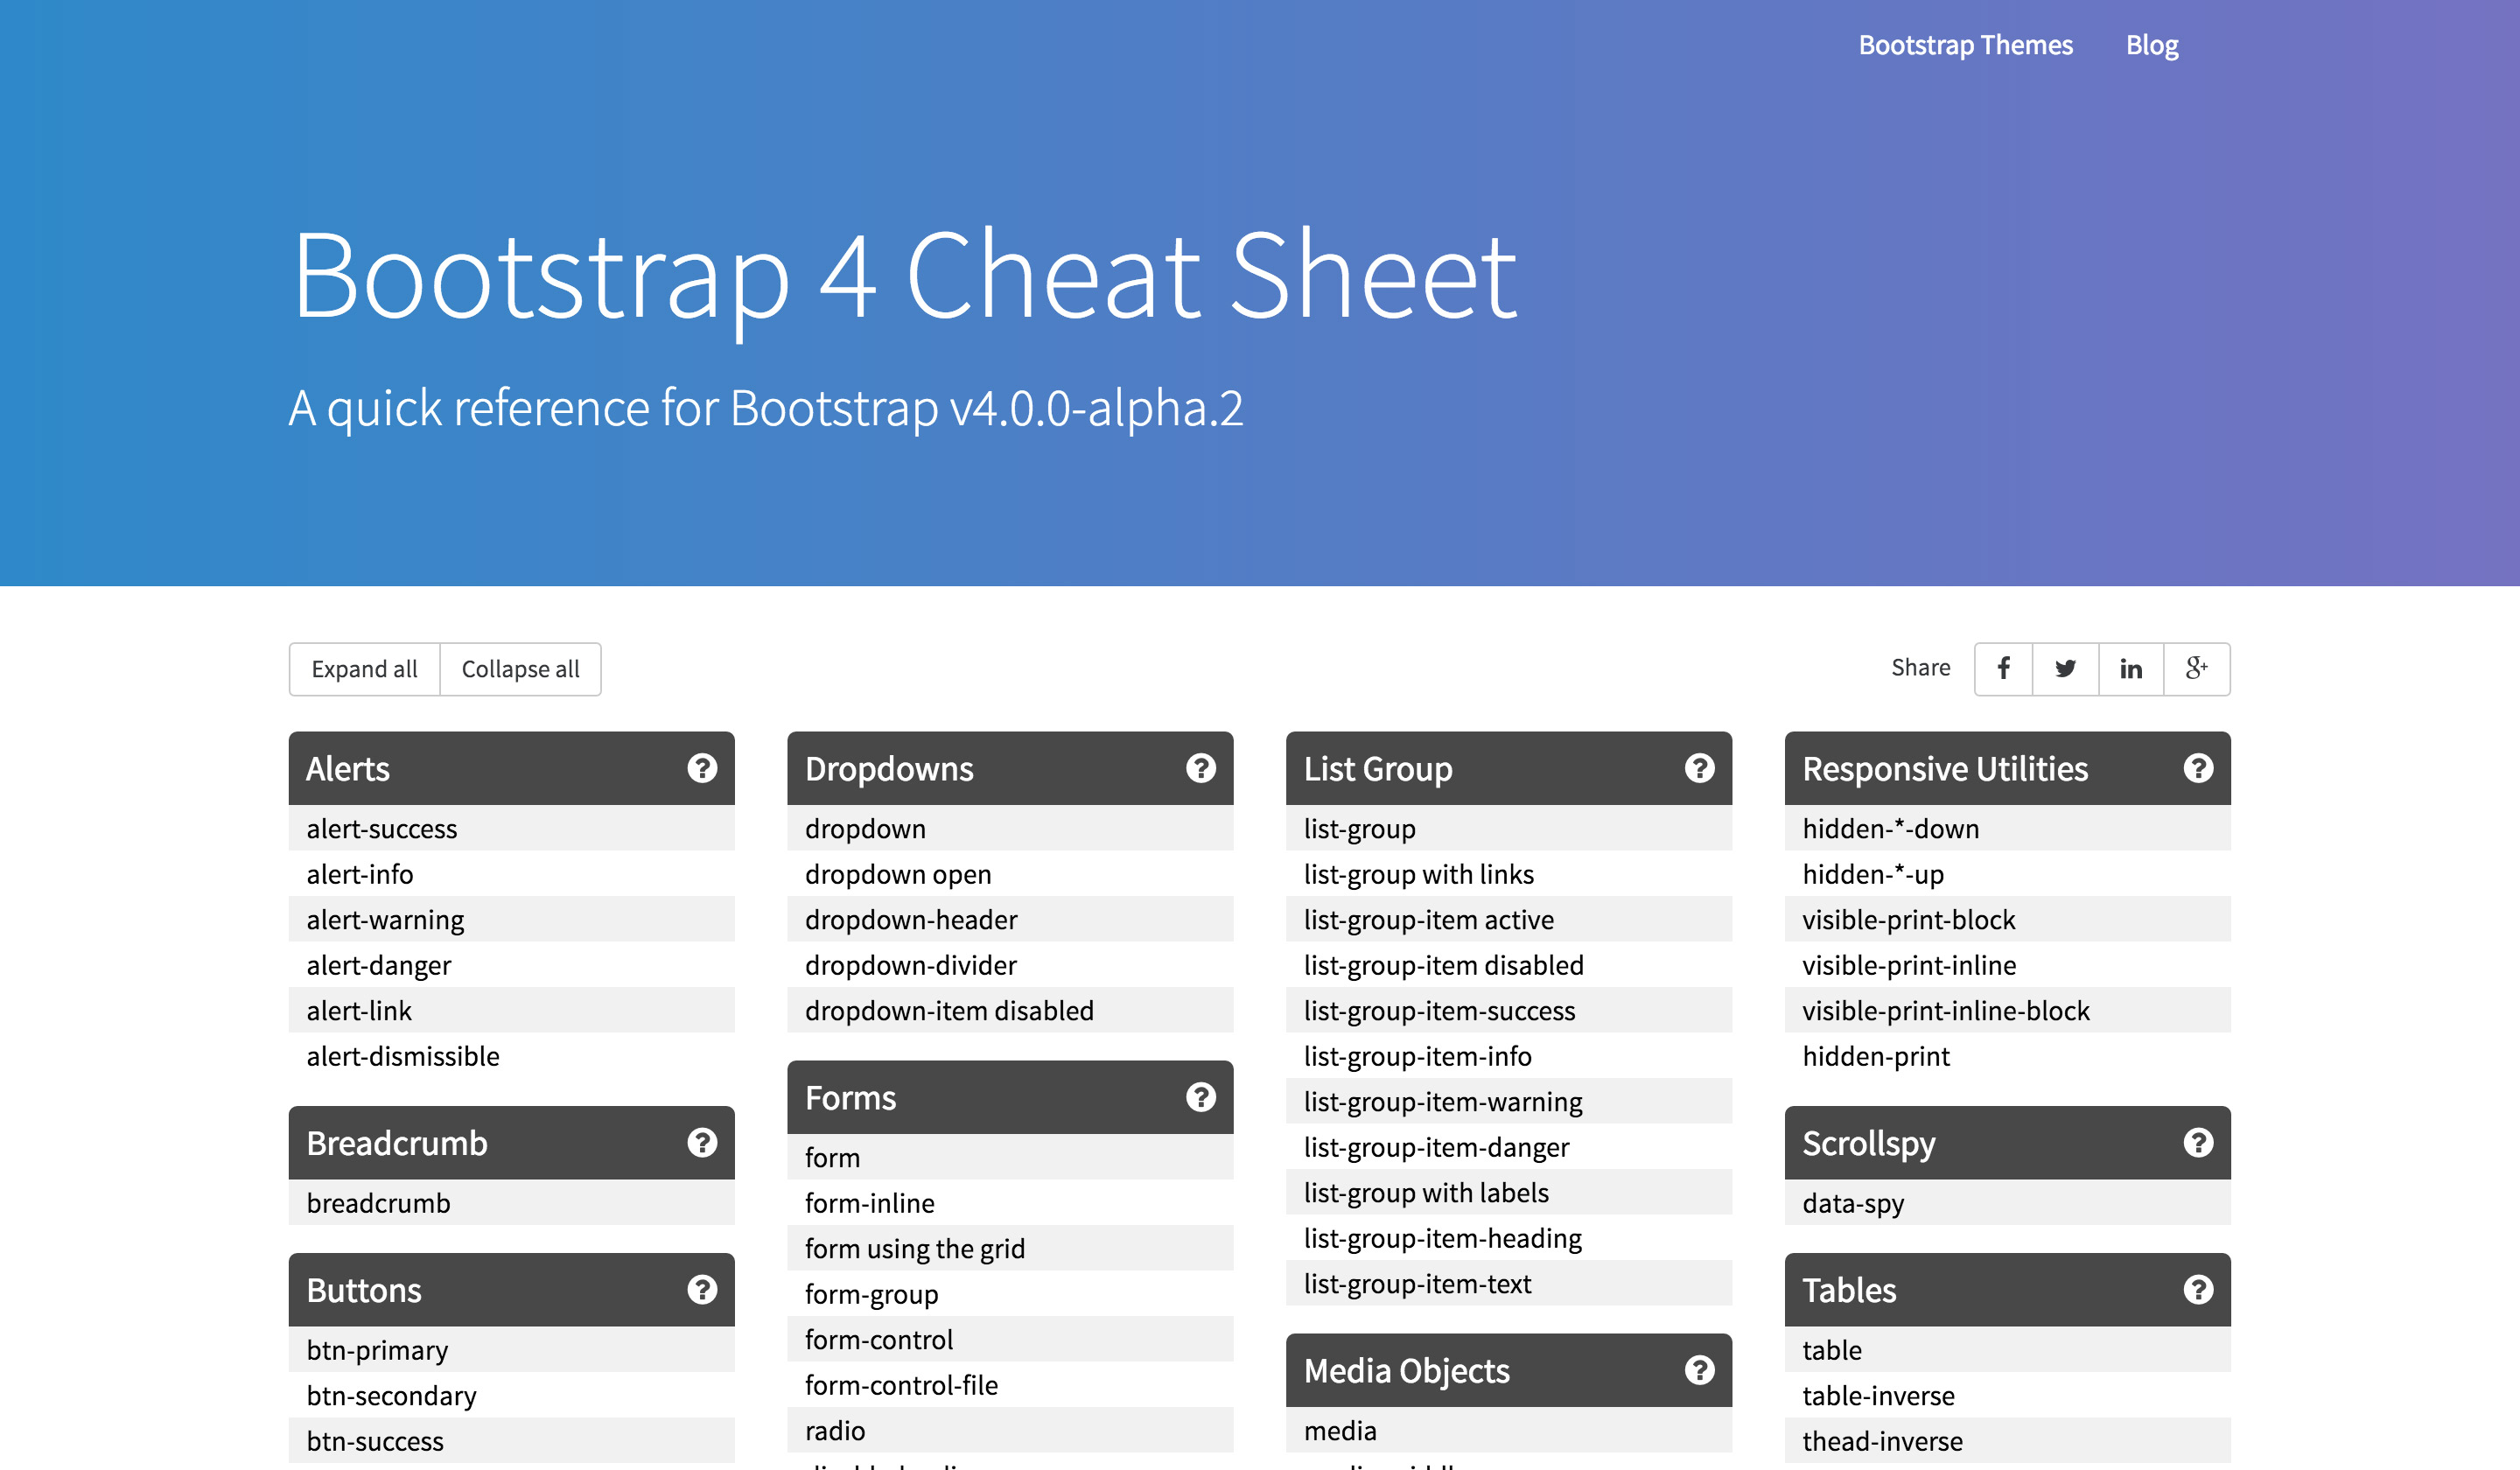 Bootstrap Themes Blog
Bootstrap 4 Cheat Sheet
A quick reference for Bootstrap v4.0.0-alpha.2
Expand all Collapse all
Share
Alerts
alert-success
alert-info
alert-warning
alert-danger
alert-link
alert-dismissible
Breadcrumb
breadcrumb
Buttons
btn-primary
btn-secondary
btn-success
Dropdowns
dropdown
dropdown open
dropdown-header
dropdown-divider
dropdown-item disabled
Forms
form
form-inline
form using the grid
form-group
form-control
form-control-file
radio
List Group
list-group
list-group with links
list-group-item active
list-group-item disabled
list-group-item-success
list-group-item-info
list-group-item-warning
list-group-item-danger
list-group with labels
list-group-item-heading
list-group-item-text
Media Objects
media
Responsive Utilities
hidden-*-down
hidden-*-up
visible-print-block
visible-print-inline
visible-print-inline-block
hidden-print
Scrollspy
data-spy
Tables
table
table-inverse
thead-inverse